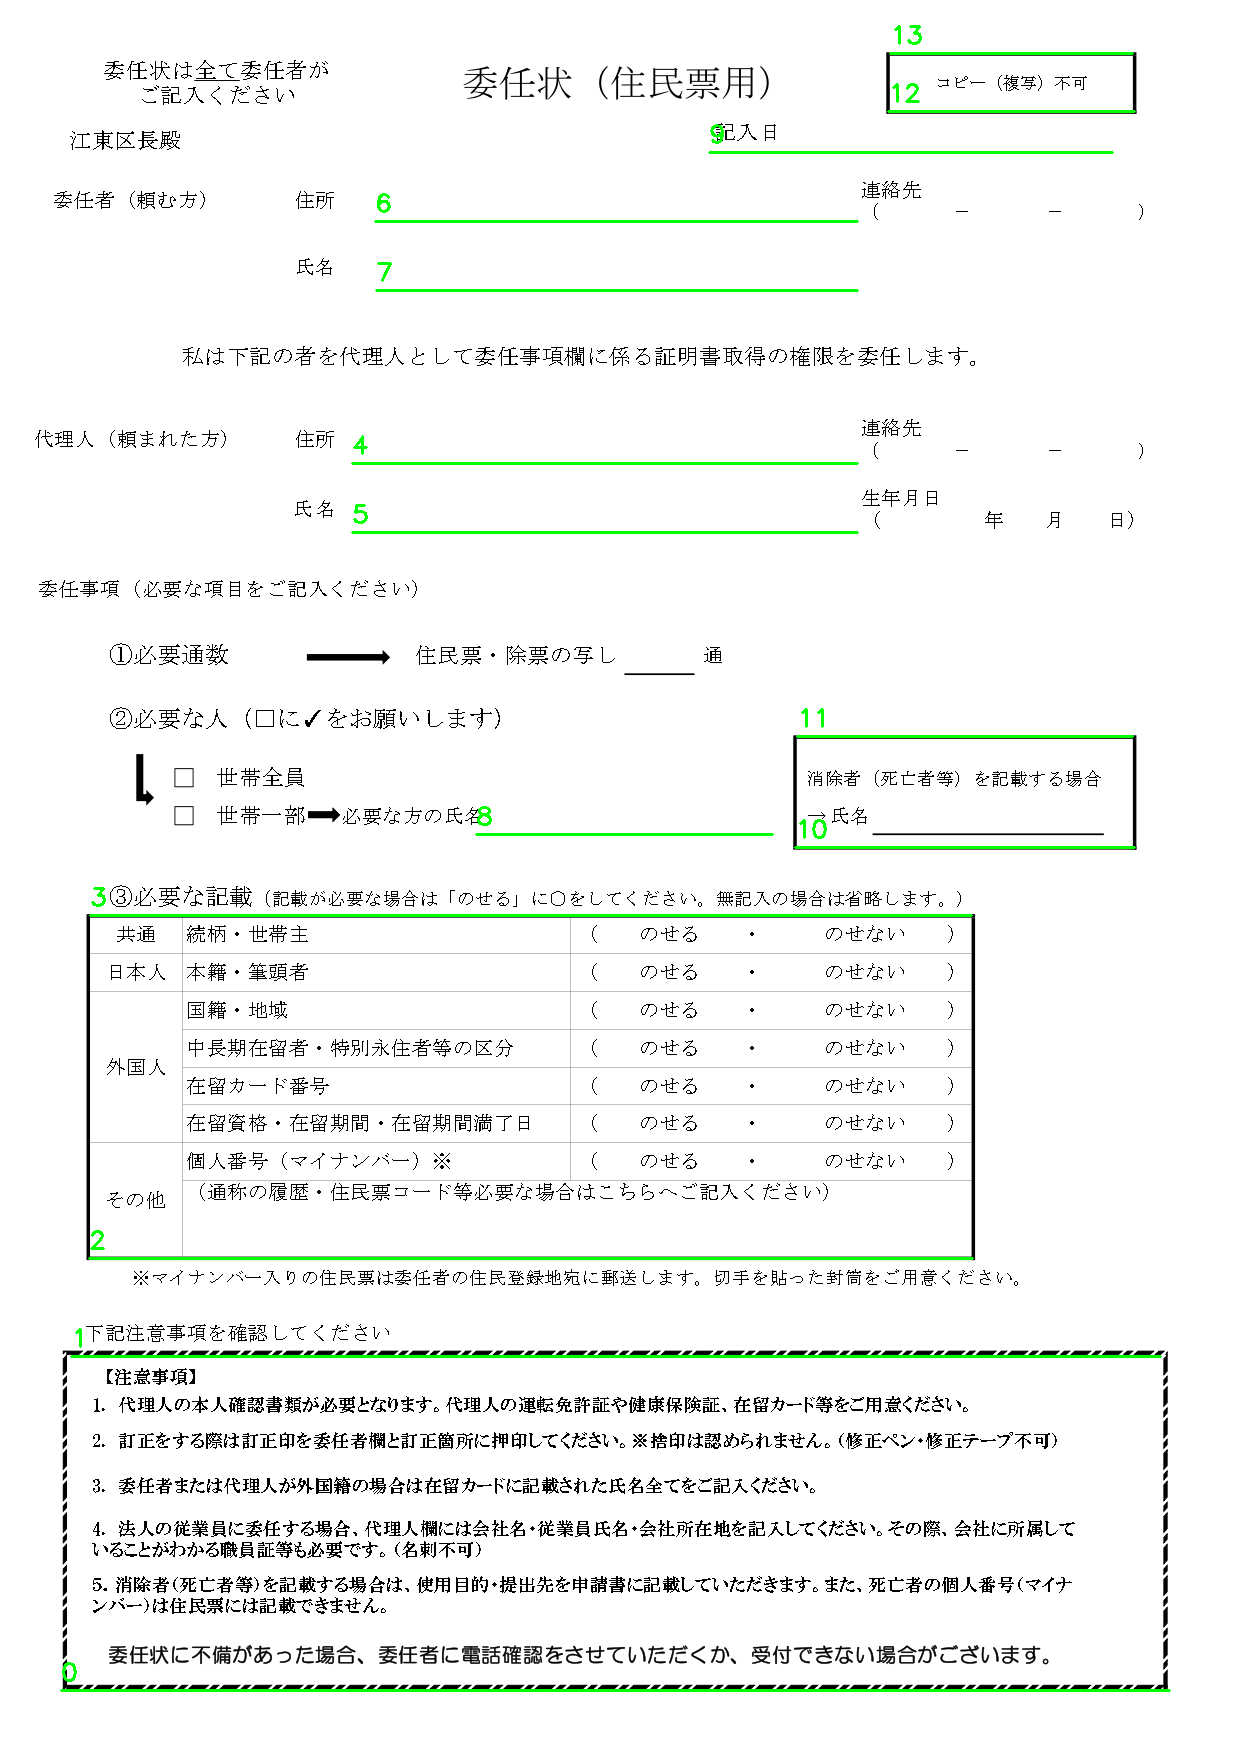 13
委任状は全て委任者が
ご記入ください
委任状（住民票用）
12 コピー（複写）不可
江東区長殿
9 記入日
委任者（頼む方） 住所 6 連絡先
（ － － ）
氏名 7
私は下記の者を代理人として委任事項欄に係る証明書取得の権限を委任します。
代理人（頼まれた方） 住所 4 連絡先
（ － － ）
氏名 5 生年月日
（ 年 月 日）
委任事項（必要な項目をご記入ください）
①必要通数 住民票・除票の写し 通
②必要な人（□に✓をお願いします）
11
□ 世帯全員
消除者（死亡者等）を記載する場合
□ 世帯一部 必要な方の氏名 8
10 →氏名
3 ③必要な記載（記載が必要な場合は「のせる」に〇をしてください。無記入の場合は省略します。）
共通 続柄・世帯主 （ のせる ・ のせない ）
日本人 本籍・筆頭者 （ のせる ・ のせない ）
外国人 国籍・地域 （ のせる ・ のせない ）
中長期在留者・特別永住者等の区分 （ のせる ・ のせない ）
在留カード番号 （ のせる ・ のせない ）
在留資格・在留期間・在留期間満了日 （ のせる ・ のせない ）
その他 個人番号（マイナンバー）※ （ のせる ・ のせない ）
（通称の履歴・住民票コード等必要な場合はこちらへご記入ください）
2
※マイナンバー入りの住民票は委任者の住民登録地宛に郵送します。切手を貼った封筒をご用意ください。
1 下記注意事項を確認してください
【注意事項】
1. 代理人の本人確認書類が必要となります。代理人の運転免許証や健康保険証、在留カード等をご用意ください。
2. 訂正をする際は訂正印を委任者欄と訂正箇所に押印してください。※捨印は認められません。（修正ペン・修正テープ不可）
3. 委任者または代理人が外国籍の場合は在留カードに記載された氏名全てをご記入ください。
4. 法人の従業員に委任する場合、代理人欄には会社名・従業員氏名・会社所在地を記入してください。その際、会社に所属して
いることがわかる職員証等も必要です。（名刺不可）
5. 消除者（死亡者等）を記載する場合は、使用目的・提出先を申請書に記載していただきます。また、死亡者の個人番号（マイナ
ンバー）は住民票には記載できません。
委任状に不備があった場合、委任者に電話確認をさせていただくか、受付できない場合がございます。
0